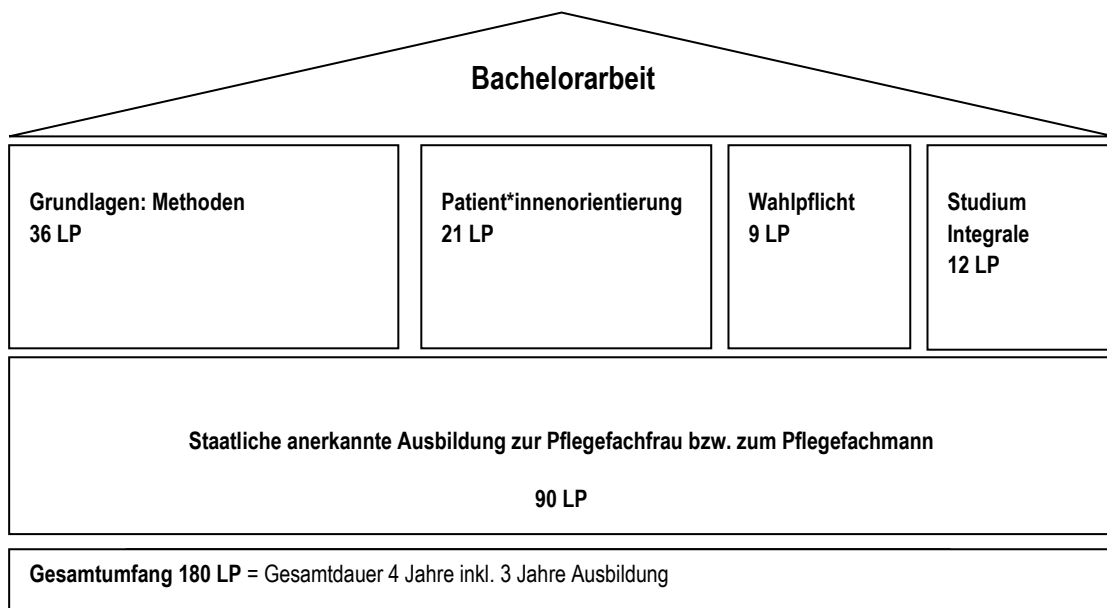 Bachelorarbeit
Grundlagen: Methoden
36 LP
Patient*innenorientierung
21 LP
Wahlpflicht
9 LP
Studium
Integrale
12 LP
Staatliche anerkannte Ausbildung zur Pflegefachfrau bzw. zum Pflegefachmann
90 LP
Gesamtumfang 180 LP = Gesamtdauer 4 Jahre inkl. 3 Jahre Ausbildung